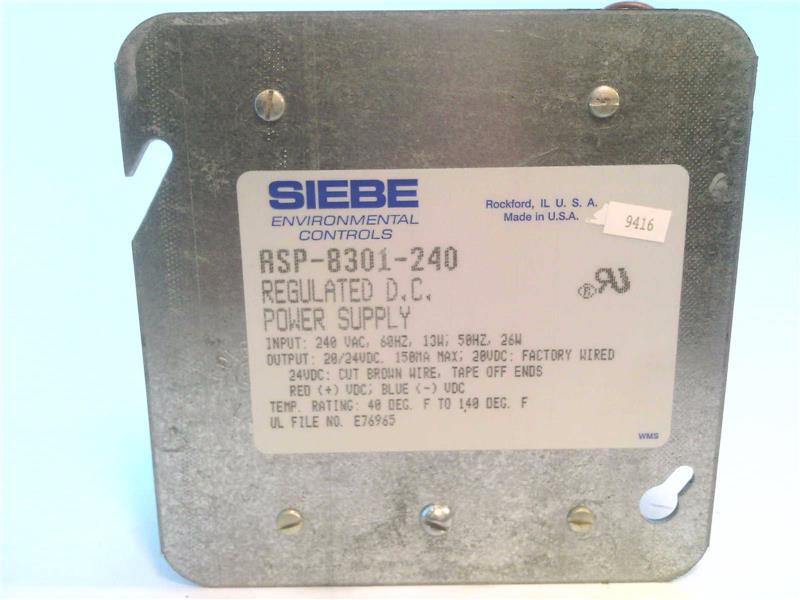 SIEBE
ENVIRONMENTAL
CONTROLS
Rockford, IL U. S. A.
Made in U.S.A.
9416
ASP-8301-240
REGULATED D.C.
POWER SUPPLY
INPUT: 240 VAC, 60HZ, 13W; 50HZ, 26W
OUTPUT: 20/24VDC. 150MA MAX; 20VDC: FACTORY WIRED
24VDC: CUT BROWN WIRE, TAPE OFF ENDS
RED (+) VDC; BLUE (-) VDC
TEMP. RATING: 40 DEG. F TO 140 DEG. F
UL FILE NO. E76965
WMS